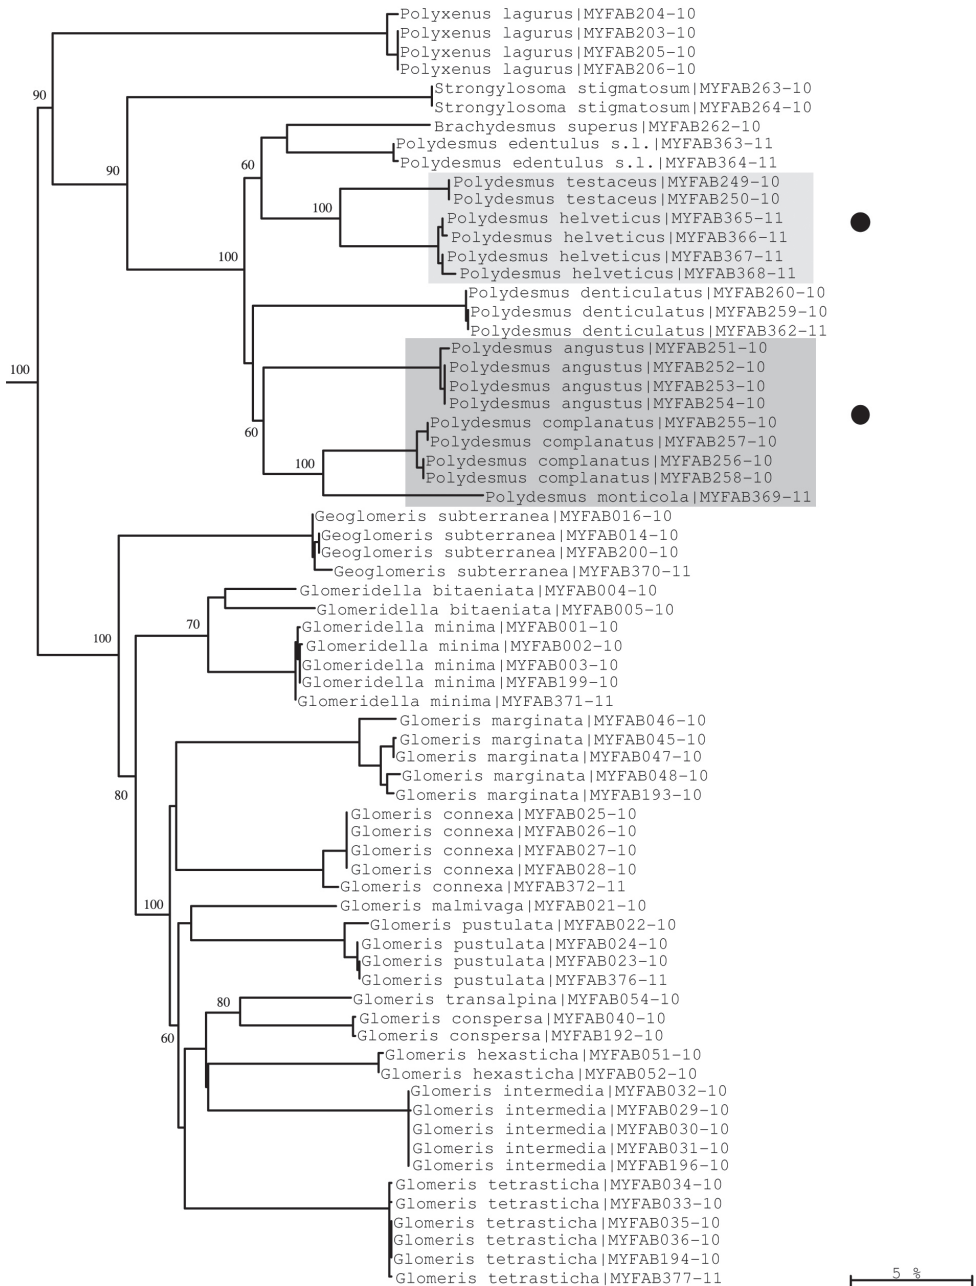 Polyxenus lagurus|MYFAB204-10
Polyxenus lagurus|MYFAB203-10
Polyxenus lagurus|MYFAB205-10
Polyxenus lagurus|MYFAB206-10
90
Strongylosoma stigmatosum|MYFAB263-10
Strongylosoma stigmatosum|MYFAB264-10
Brachydesmus superus|MYFAB262-10
Polydesmus edentulus s.l.|MYFAB363-11
90
60
Polydesmus edentulus s.l.|MYFAB364-11
Polydesmus testaceus|MYFAB249-10
Polydesmus testaceus|MYFAB250-10
100
Polydesmus helveticus|MYFAB365-11
Polydesmus helveticus|MYFAB366-11
100
Polydesmus helveticus|MYFAB367-11
Polydesmus helveticus|MYFAB368-11
Polydesmus denticulatus|MYFAB260-10
Polydesmus denticulatus|MYFAB259-10
Polydesmus denticulatus|MYFAB362-11
Polydesmus angustus|MYFAB251-10
100
Polydesmus angustus|MYFAB252-10
Polydesmus angustus|MYFAB253-10
Polydesmus angustus|MYFAB254-10
Polydesmus complanatus|MYFAB255-10
60
Polydesmus complanatus|MYFAB257-10
100
Polydesmus complanatus|MYFAB256-10
Polydesmus complanatus|MYFAB258-10
Polydesmus monticola|MYFAB369-11
Geoglomeris subterranea|MYFAB016-10
Geoglomeris subterranea|MYFAB014-10
Geoglomeris subterranea|MYFAB200-10
Geoglomeris subterranea|MYFAB370-11
Glomeridella bitaeniata|MYFAB004-10
Glomeridella bitaeniata|MYFAB005-10
70
Glomeridella minima|MYFAB001-10
100
Glomeridella minima|MYFAB002-10
Glomeridella minima|MYFAB003-10
Glomeridella minima|MYFAB199-10
Glomeridella minima|MYFAB371-11
Glomeris marginata|MYFAB046-10
Glomeris marginata|MYFAB045-10
Glomeris marginata|MYFAB047-10
Glomeris marginata|MYFAB048-10
80
Glomeris marginata|MYFAB193-10
Glomeris connexa|MYFAB025-10
Glomeris connexa|MYFAB026-10
Glomeris connexa|MYFAB027-10
Glomeris connexa|MYFAB028-10
Glomeris connexa|MYFAB372-11
100
Glomeris malmivaga|MYFAB021-10
Glomeris pustulata|MYFAB022-10
Glomeris pustulata|MYFAB024-10
Glomeris pustulata|MYFAB023-10
Glomeris pustulata|MYFAB376-11
80
Glomeris transalpina|MYFAB054-10
Glomeris conspersa|MYFAB040-10
60
Glomeris conspersa|MYFAB192-10
Glomeris hexasticha|MYFAB051-10
Glomeris hexasticha|MYFAB052-10
Glomeris intermedia|MYFAB032-10
Glomeris intermedia|MYFAB029-10
Glomeris intermedia|MYFAB030-10
Glomeris intermedia|MYFAB031-10
Glomeris intermedia|MYFAB196-10
Glomeris tetrasticha|MYFAB034-10
Glomeris tetrasticha|MYFAB033-10
Glomeris tetrasticha|MYFAB035-10
Glomeris tetrasticha|MYFAB036-10
Glomeris tetrasticha|MYFAB194-10
Glomeris tetrasticha|MYFAB377-11
5 %